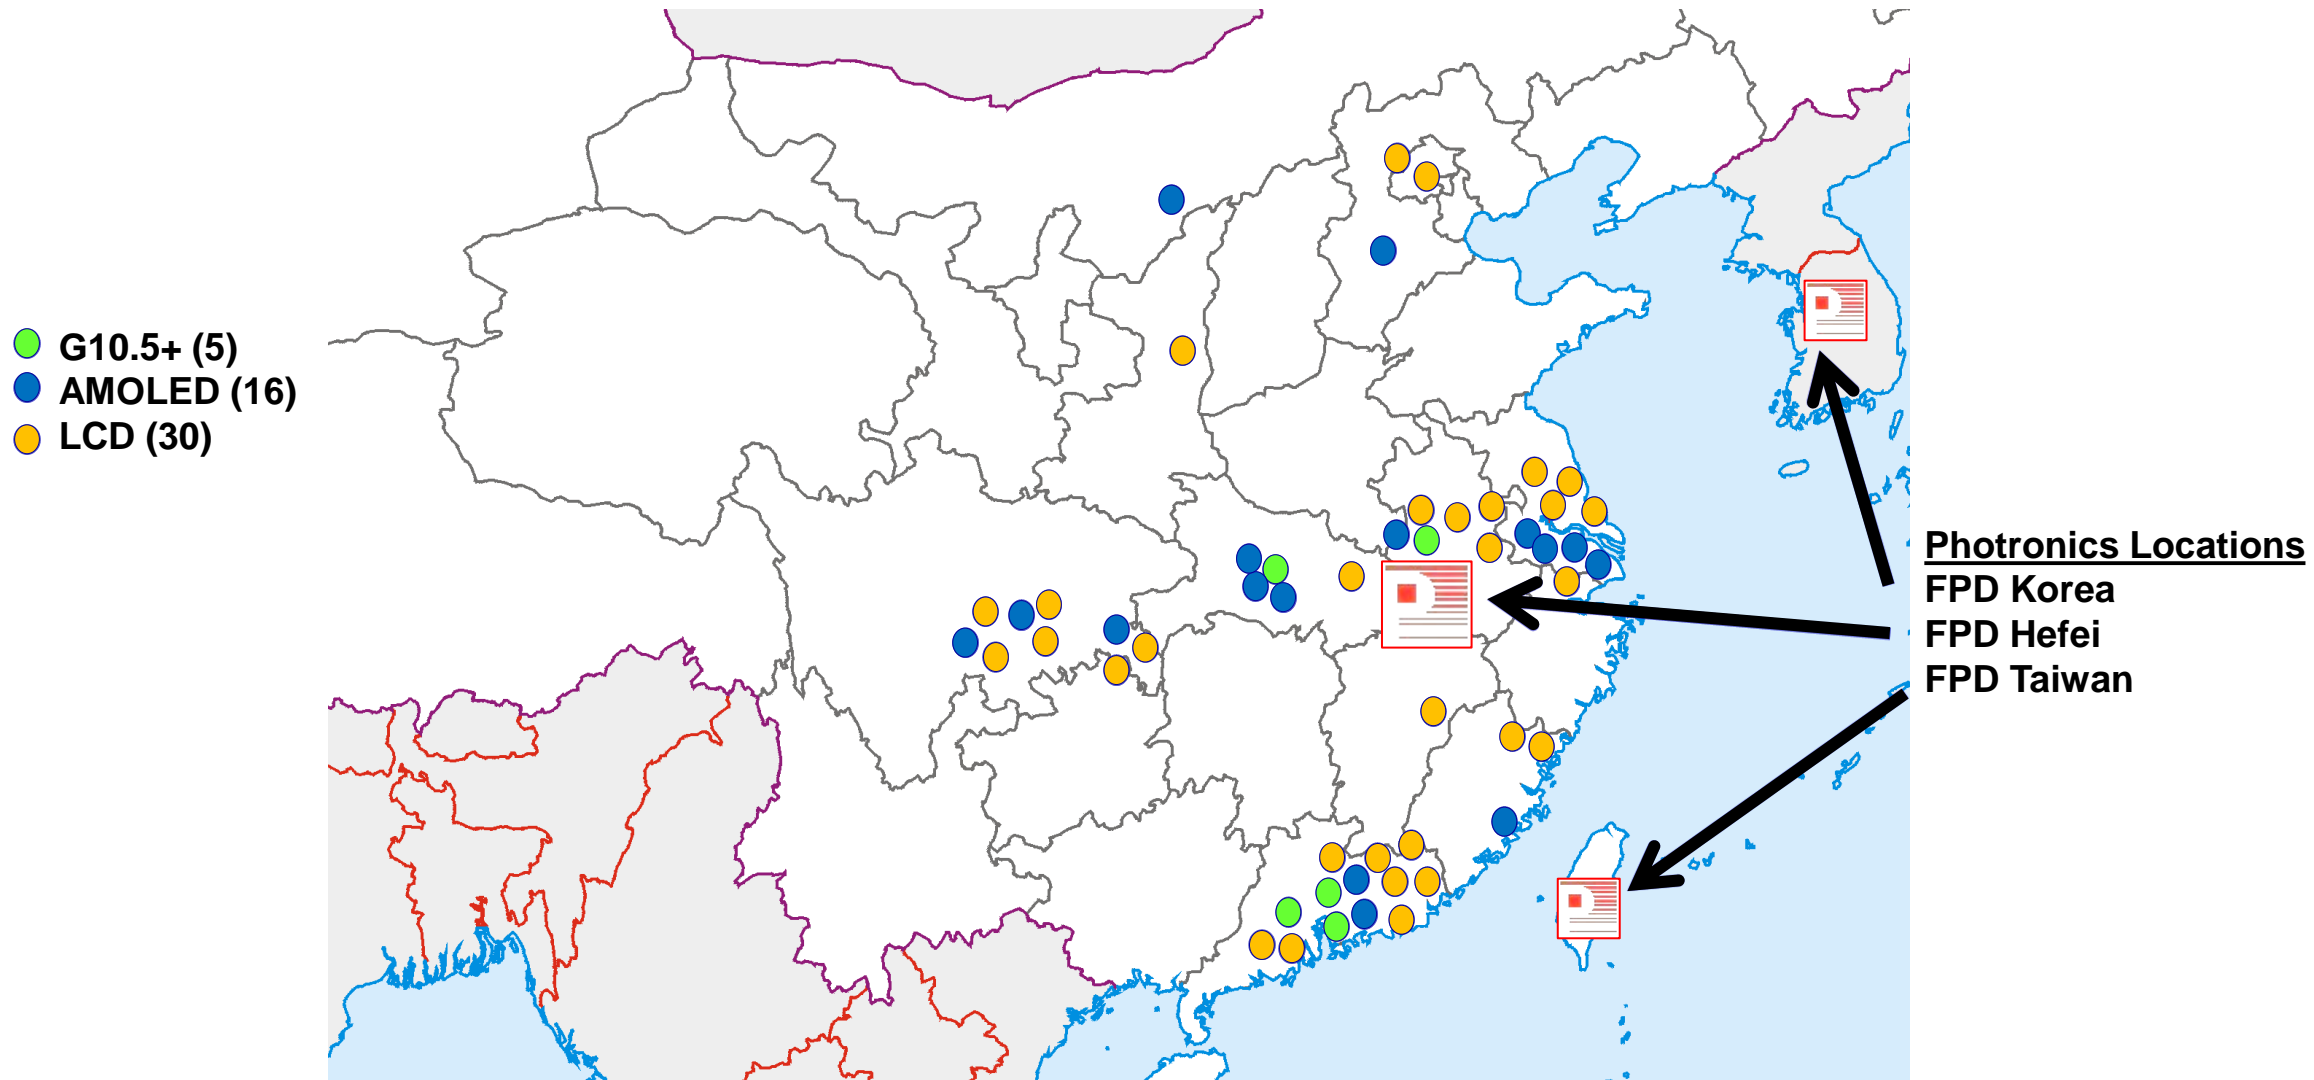 G10.5+ (5)
AMOLED (16)
LCD (30)
Photronics Locations
FPD Korea
FPD Hefei
FPD Taiwan